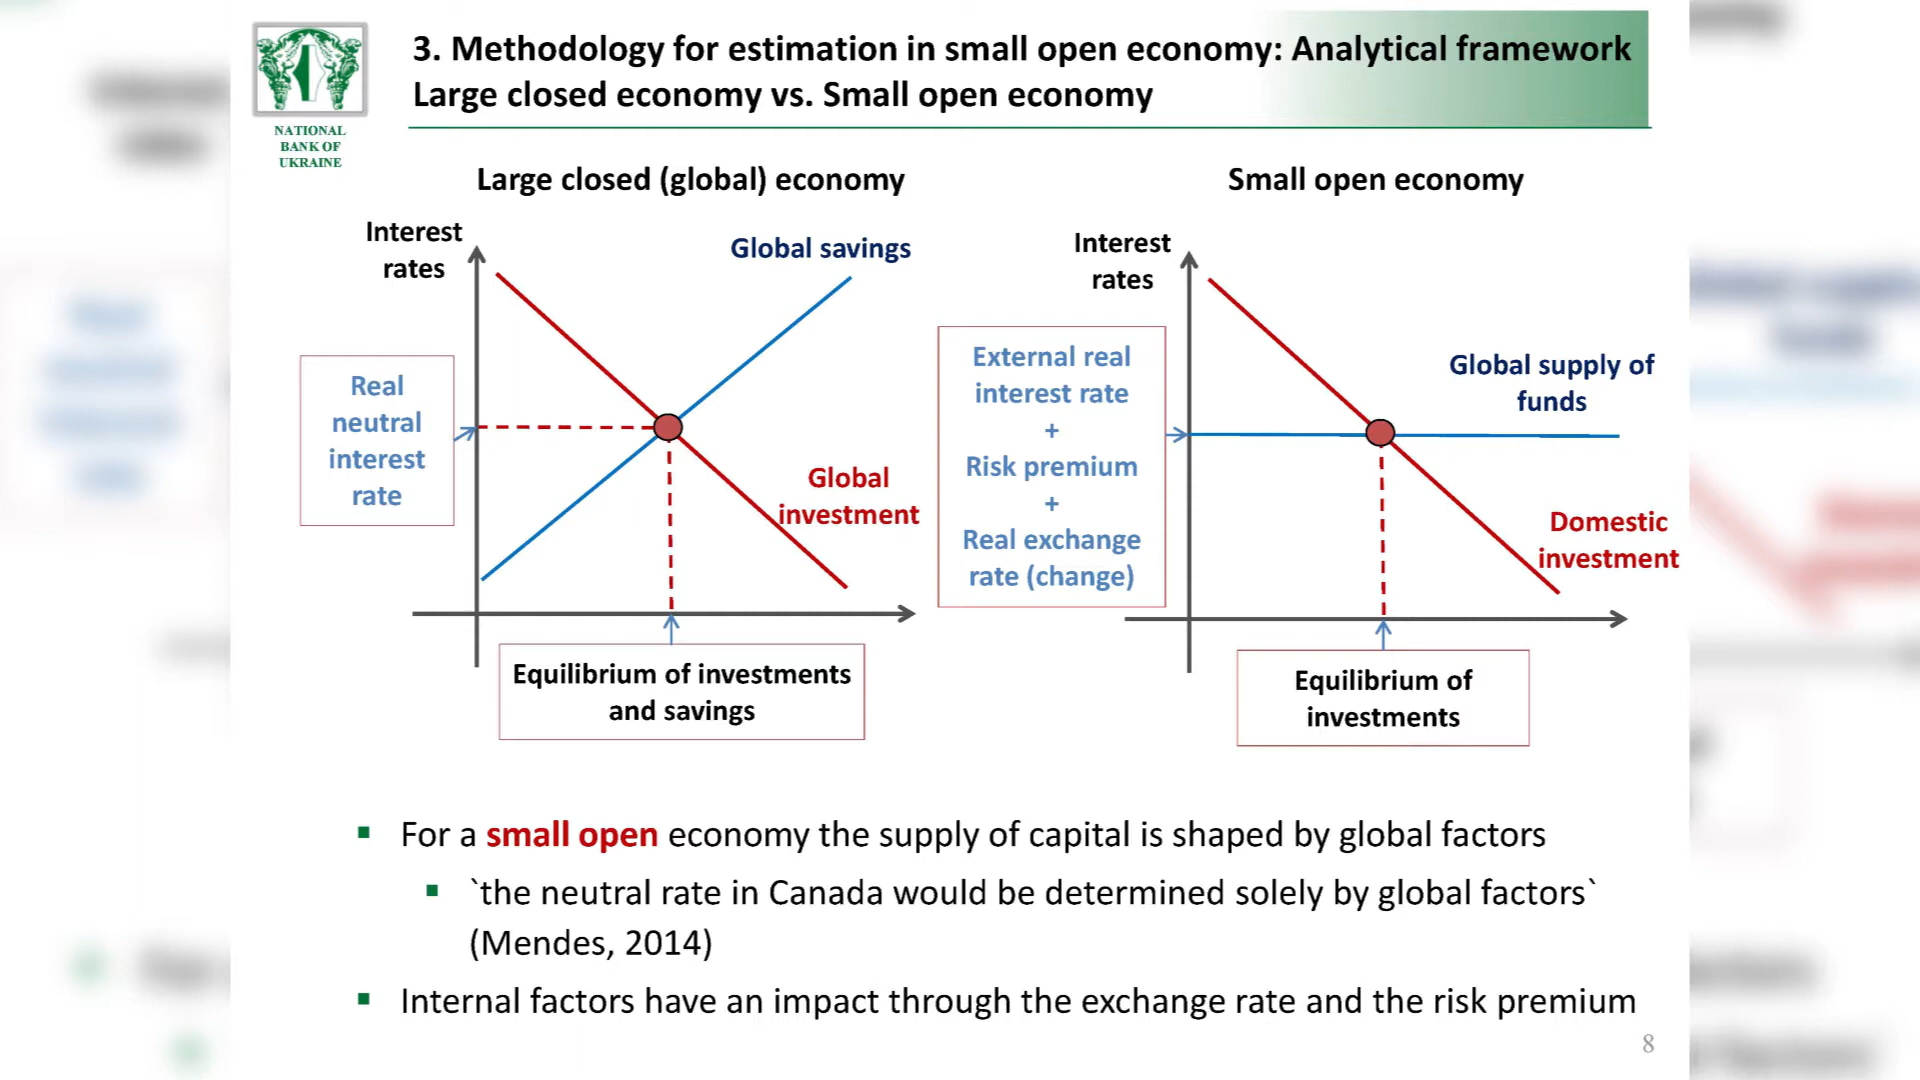 3. Methodology for estimation in small open economy: Analytical framework
Large closed economy vs. Small open economy
NATIONAL
BANK OF
UKRAINE
Large closed (global) economy
Interest
rates
Global savings
Real
neutral
interest
rate
Global
investment
Equilibrium of investments
and savings
Small open economy
Interest
rates
External real
interest rate
+
Risk premium
+
Real exchange
rate (change)
Global supply of
funds
Domestic
investment
Equilibrium of
investments
For a small open economy the supply of capital is shaped by global factors
`the neutral rate in Canada would be determined solely by global factors`
(Mendes, 2014)
Internal factors have an impact through the exchange rate and the risk premium
8